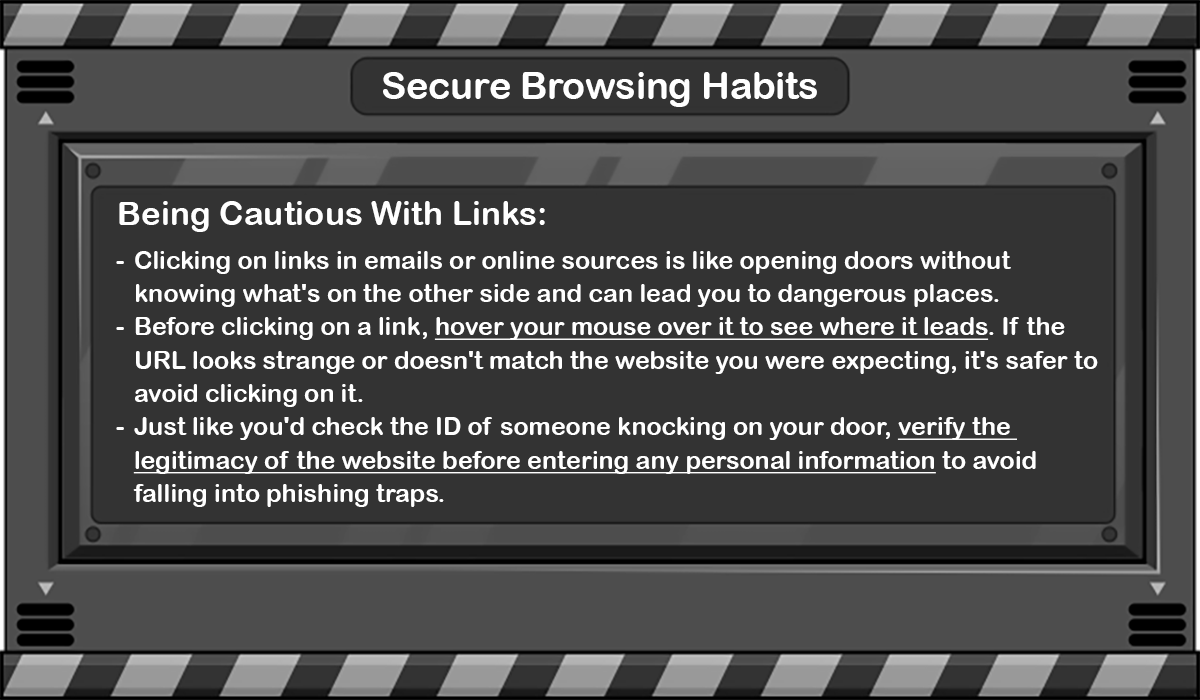 Secure Browsing Habits
Being Cautious With Links:
- Clicking on links in emails or online sources is like opening doors without
knowing what's on the other side and can lead you to dangerous places.
- Before clicking on a link, hover your mouse over it to see where it leads. If the
URL looks strange or doesn't match the website you were expecting, it's safer to
avoid clicking on it.
- Just like you'd check the ID of someone knocking on your door, verify the
legitimacy of the website before entering any personal information to avoid
falling into phishing traps.